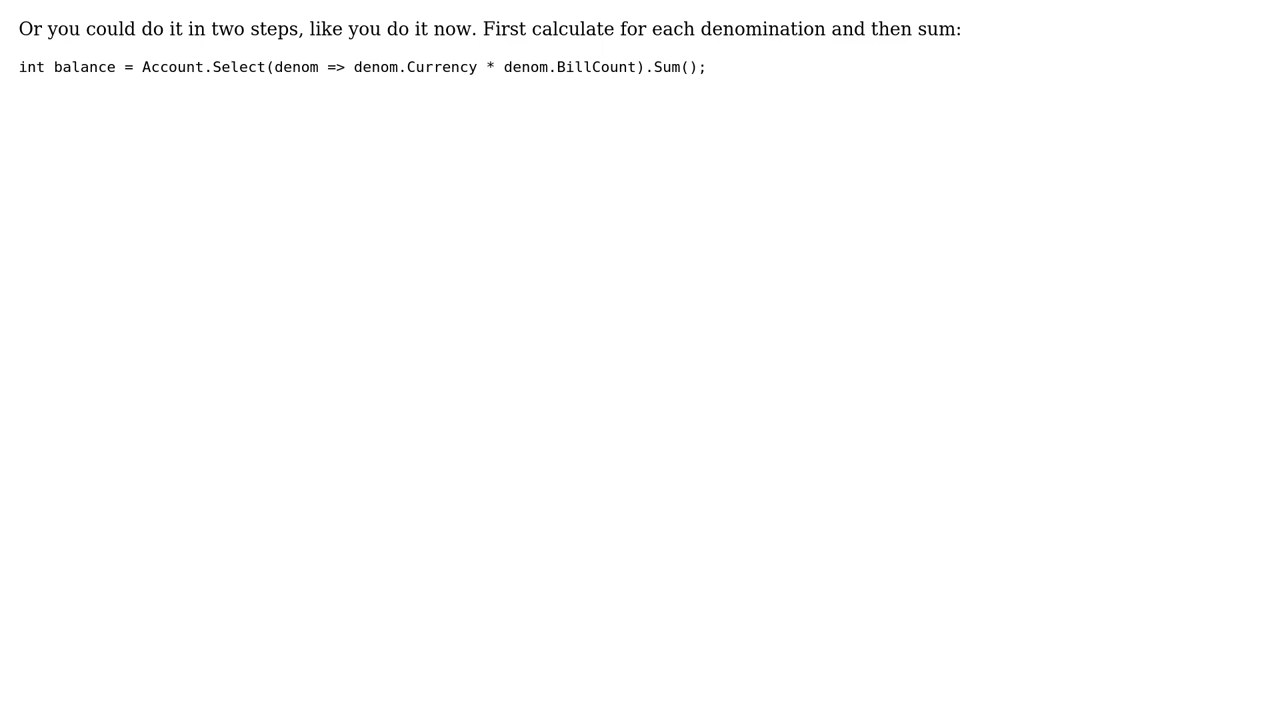 Or you could do it in two steps, like you do it now. First calculate for each denomination and then sum:
int balance = Account.Select(denom => denom.Currency * denom.BillCount).Sum();